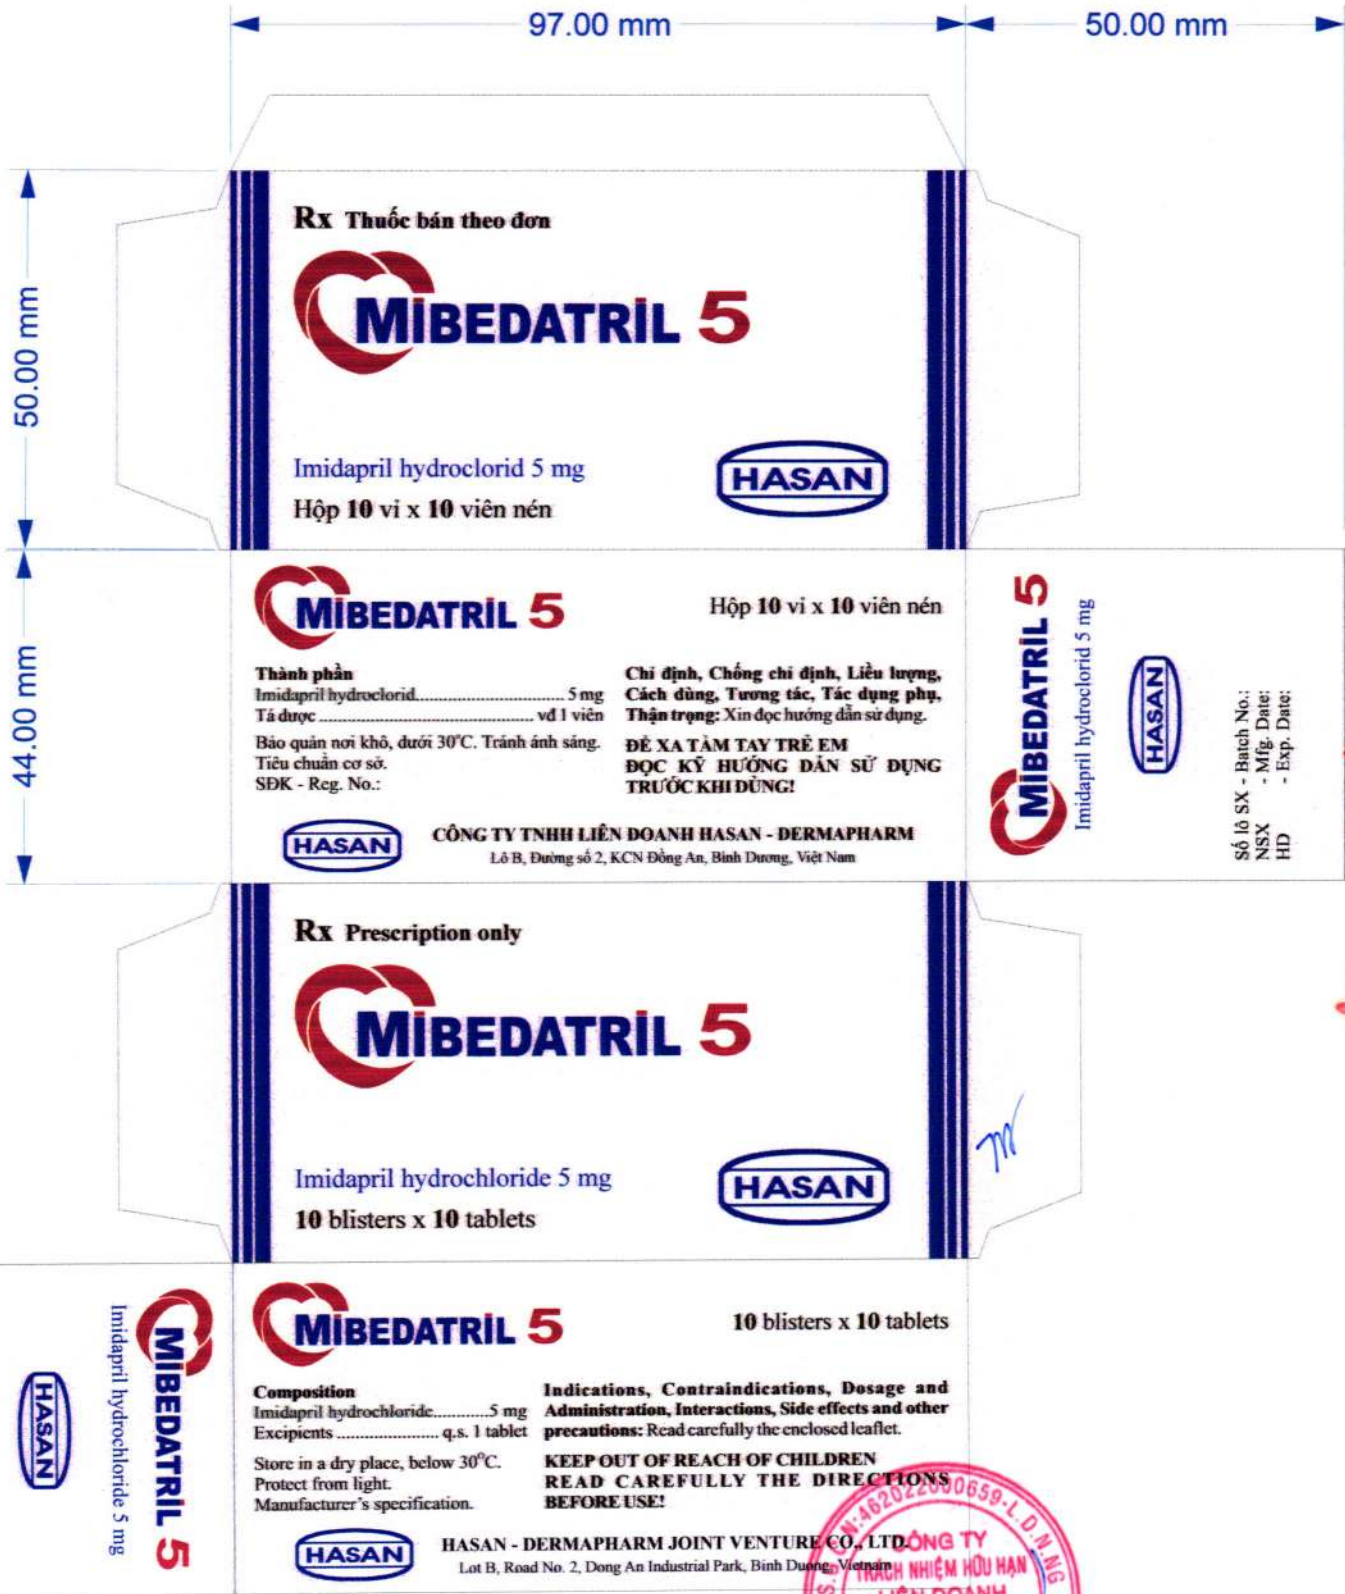 97.00 mm
50.00 mm
50.00 mm
Rx Thuốc bán theo đơn
MIBEDATRIL 5
Imidapril hydroclorid 5 mg
Hộp 10 vỉ x 10 viên nén
HASAN
44.00 mm
MIBEDATRIL 5
Hộp 10 vỉ x 10 viên nén
Thành phần
Imidapril hydroclorid.......................... 5 mg
Tá dược ...................................... vđ 1 viên
Bảo quản nơi khô, dưới 30°C. Tránh ánh sáng.
Tiêu chuẩn cơ sở.
SĐK - Reg. No.:
Chỉ định, Chống chỉ định, Liều lượng,
Cách dùng, Tương tác, Tác dụng phụ,
Thận trọng: Xin đọc hướng dẫn sử dụng.
ĐỂ XA TẦM TAY TRẺ EM
ĐỌC KỸ HƯỚNG DẪN SỬ DỤNG
TRƯỚC KHI DÙNG!
HASAN
CÔNG TY TNHH LIÊN DOANH HASAN - DERMAPHARM
Lô B, Đường số 2, KCN Đồng An, Bình Dương, Việt Nam
MIBEDATRIL 5
Imidapril hydroclorid 5 mg
HASAN
Số lô SX - Batch No.:
NSX - Mfg. Date:
HD - Exp. Date:
Rx Prescription only
MIBEDATRIL 5
Imidapril hydrochloride 5 mg
10 blisters x 10 tablets
HASAN
MIBEDATRIL 5
Imidapril hydrochloride 5 mg
HASAN
MIBEDATRIL 5
10 blisters x 10 tablets
Composition
Imidapril hydrochloride............5 mg
Excipients ...................... q.s. 1 tablet
Store in a dry place, below 30°C.
Protect from light.
Manufacturer's specification.
Indications, Contraindications, Dosage and
Administration, Interactions, Side effects and other
precautions: Read carefully the enclosed leaflet.
KEEP OUT OF REACH OF CHILDREN
READ CAREFULLY THE DIRECTIONS
BEFORE USE!
HASAN
HASAN - DERMAPHARM JOINT VENTURE CO., LTD.
Lot B, Road No. 2, Dong An Industrial Park, Binh Duong, Vietnam
CN:462022000659-L.D.N.NG
CÔNG TY
TRÁCH NHIỆM HỮU HẠN
LIÊN DOANH